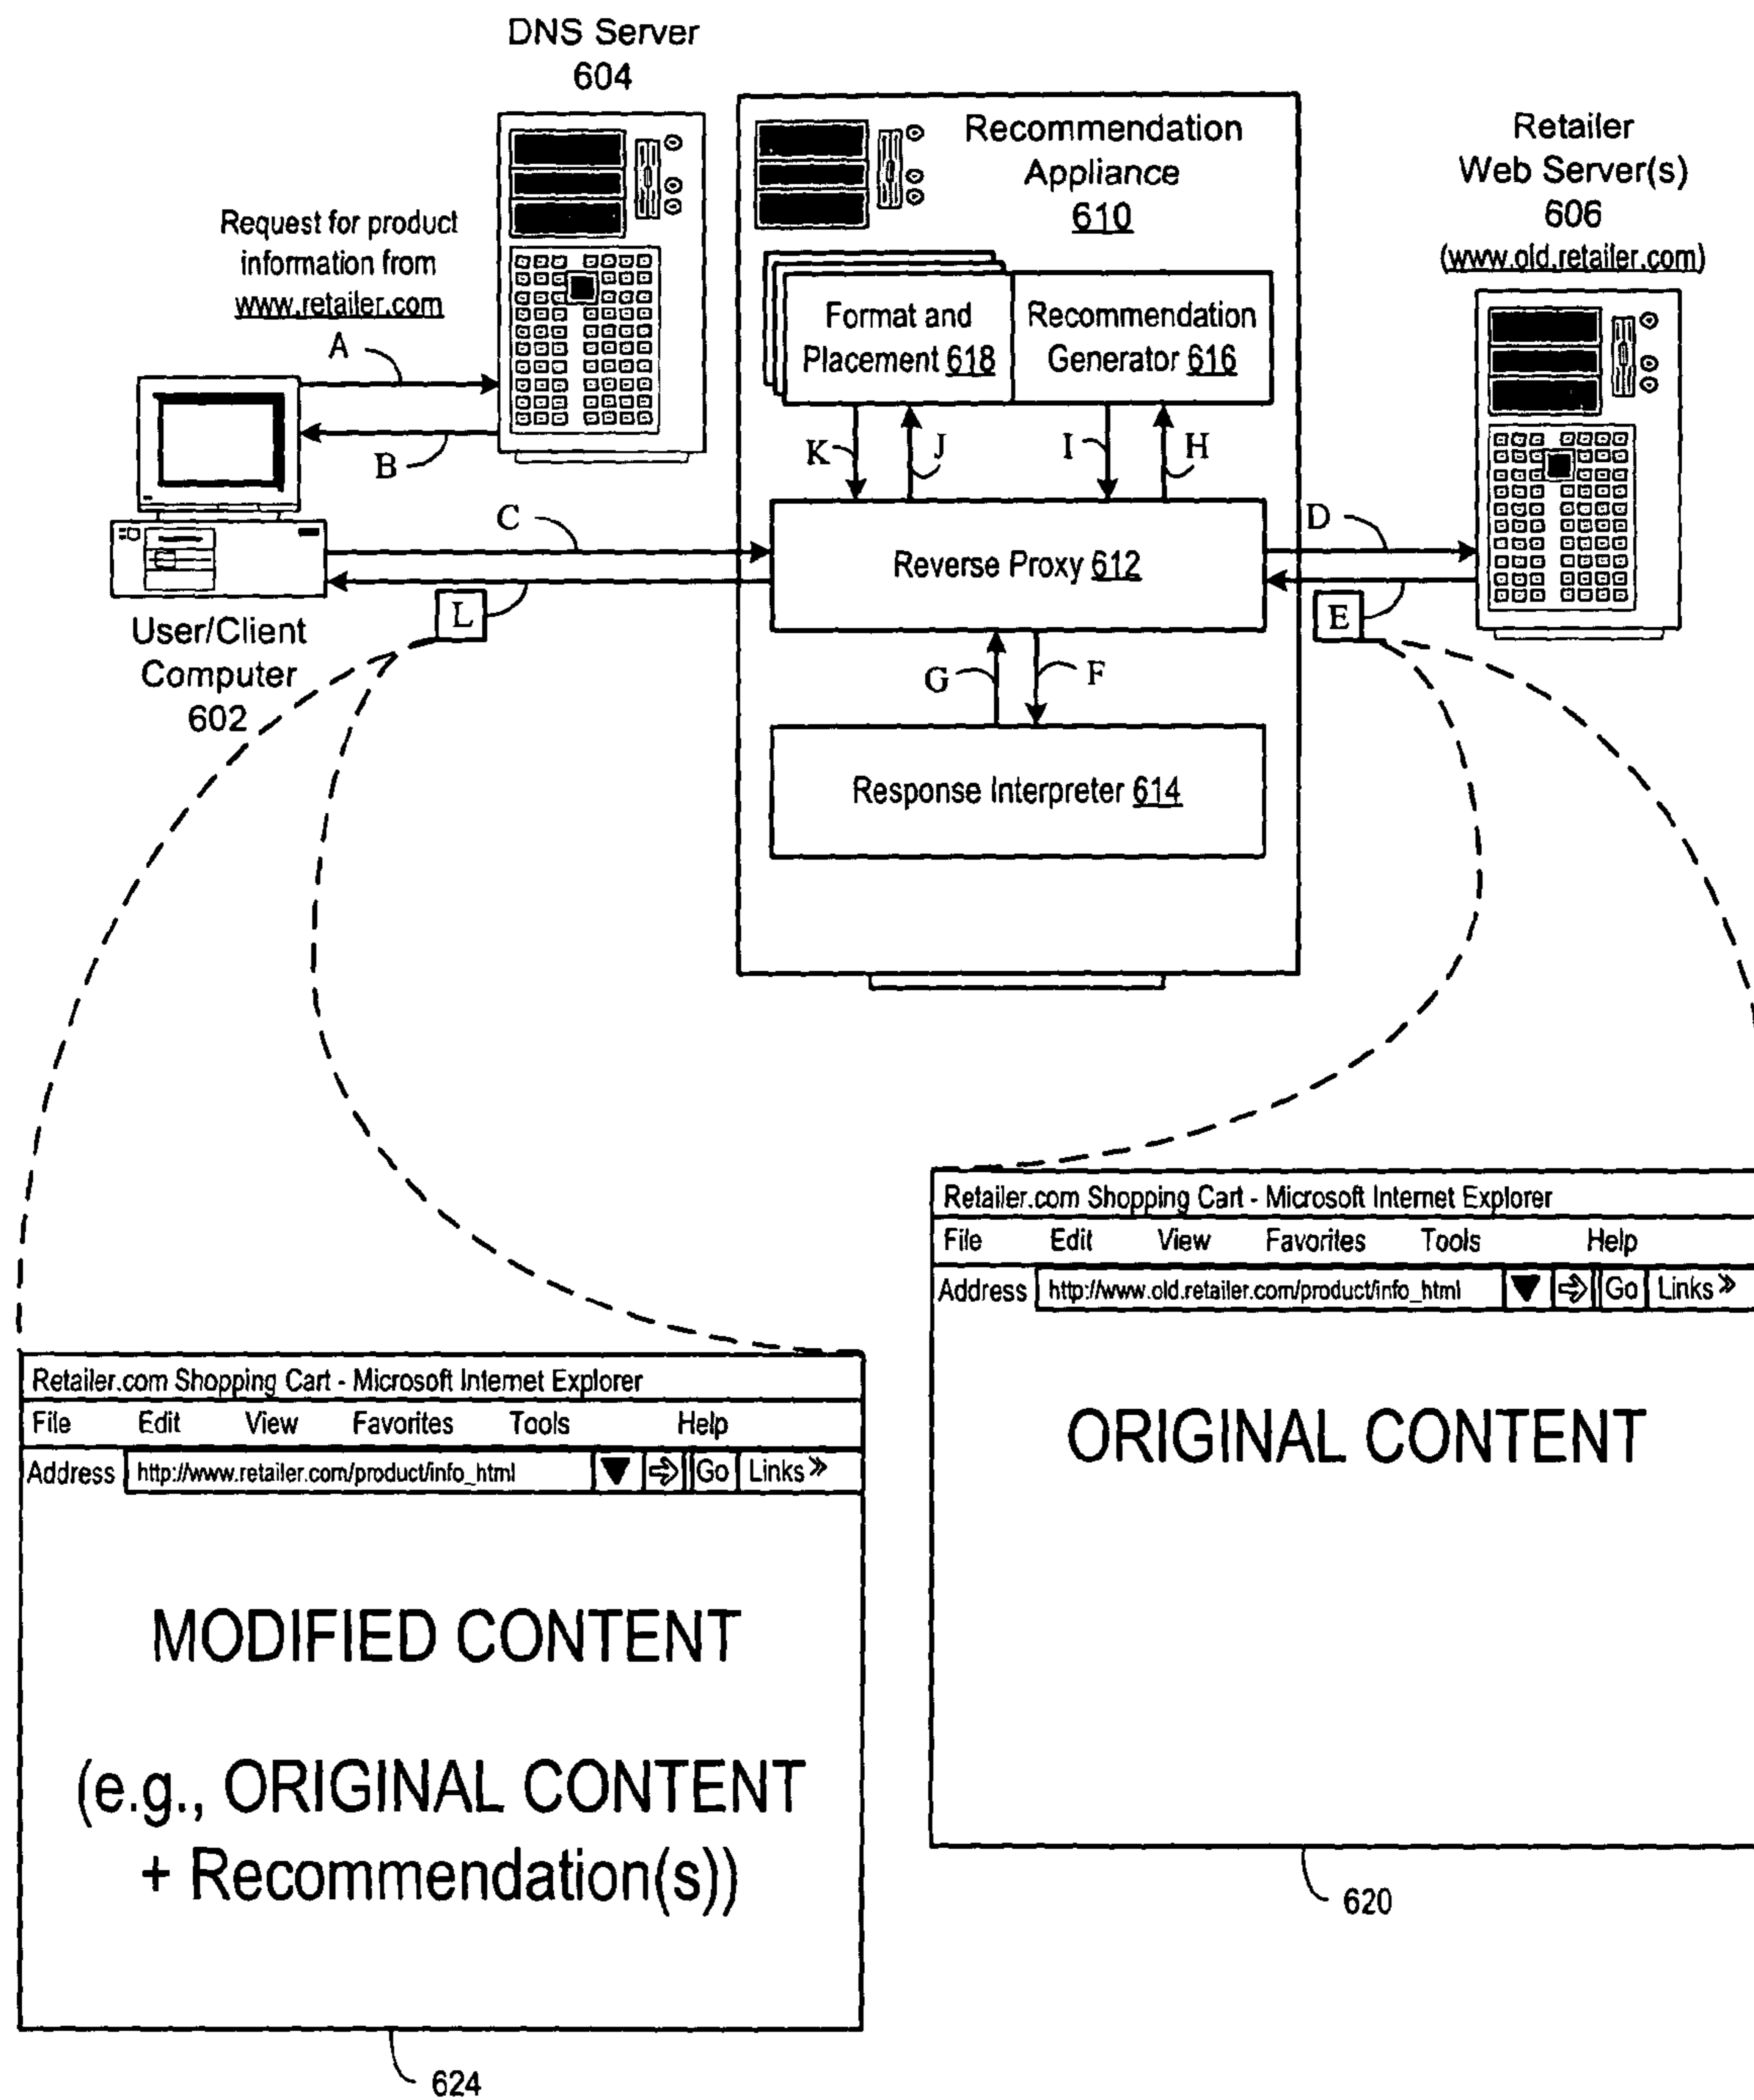 DNS Server
604
Request for product
information from
www.retailer.com
A
B
Recommendation
Appliance
610
Retailer
Web Server(s)
606
(www.old.retailer.com)
Format and
Placement 618
Recommendation
Generator 616
K
J
I
H
C
D
Reverse Proxy 612
L
E
User/Client
Computer
602
G
F
Response Interpreter 614
Retailer.com Shopping Cart - Microsoft Internet Explorer
File Edit View Favorites Tools Help
Address http://www.old.retailer.com/product/info_html Go Links »
ORIGINAL CONTENT
620
Retailer.com Shopping Cart - Microsoft Internet Explorer
File Edit View Favorites Tools Help
Address http://www.retailer.com/product/info_html Go Links »
MODIFIED CONTENT
(e.g., ORIGINAL CONTENT
+ Recommendation(s))
624